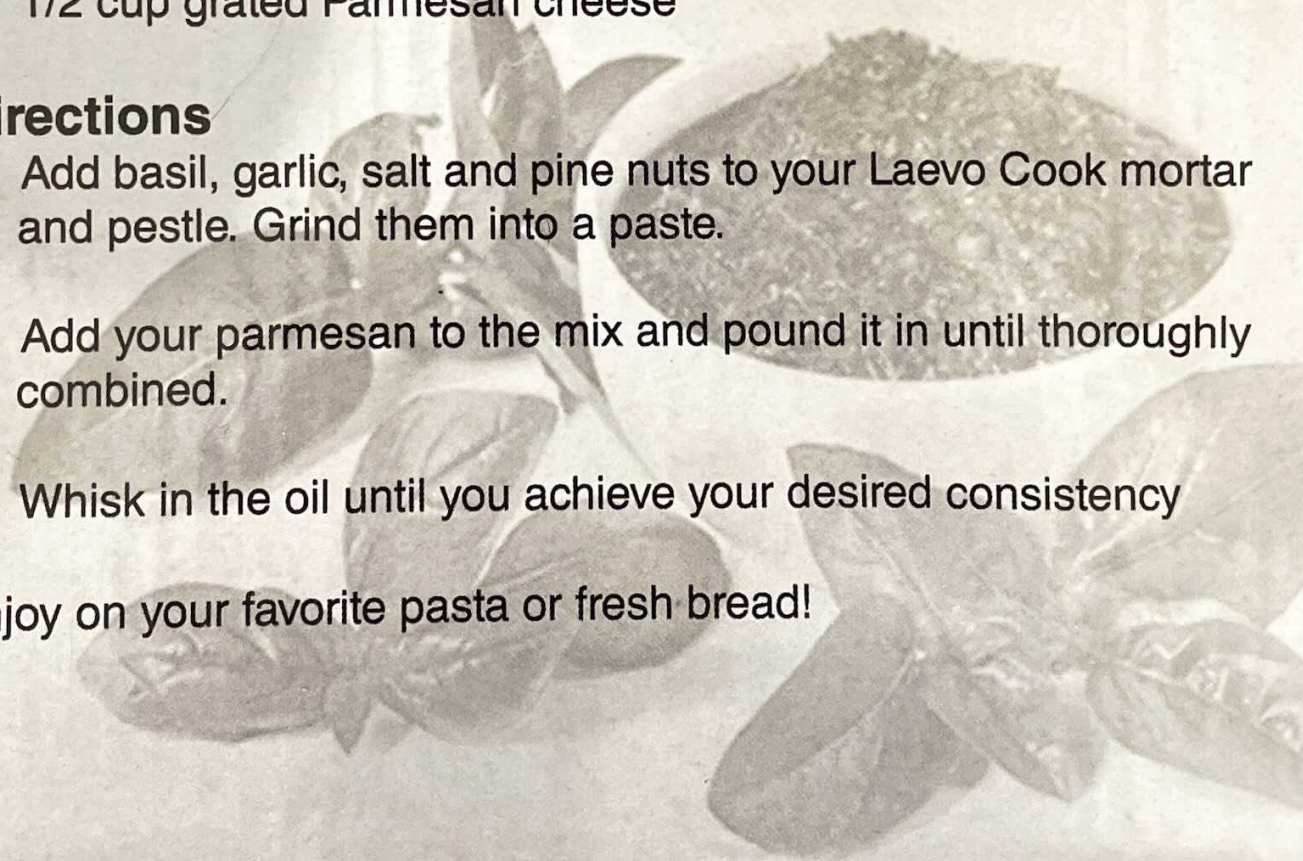 1/2 cup grated Parmesan cheese
irections
Add basil, garlic, salt and pine nuts to your Laevo Cook mortar
and pestle. Grind them into a paste.
Add your parmesan to the mix and pound it in until thoroughly
combined.
Whisk in the oil until you achieve your desired consistency
joy on your favorite pasta or fresh bread!